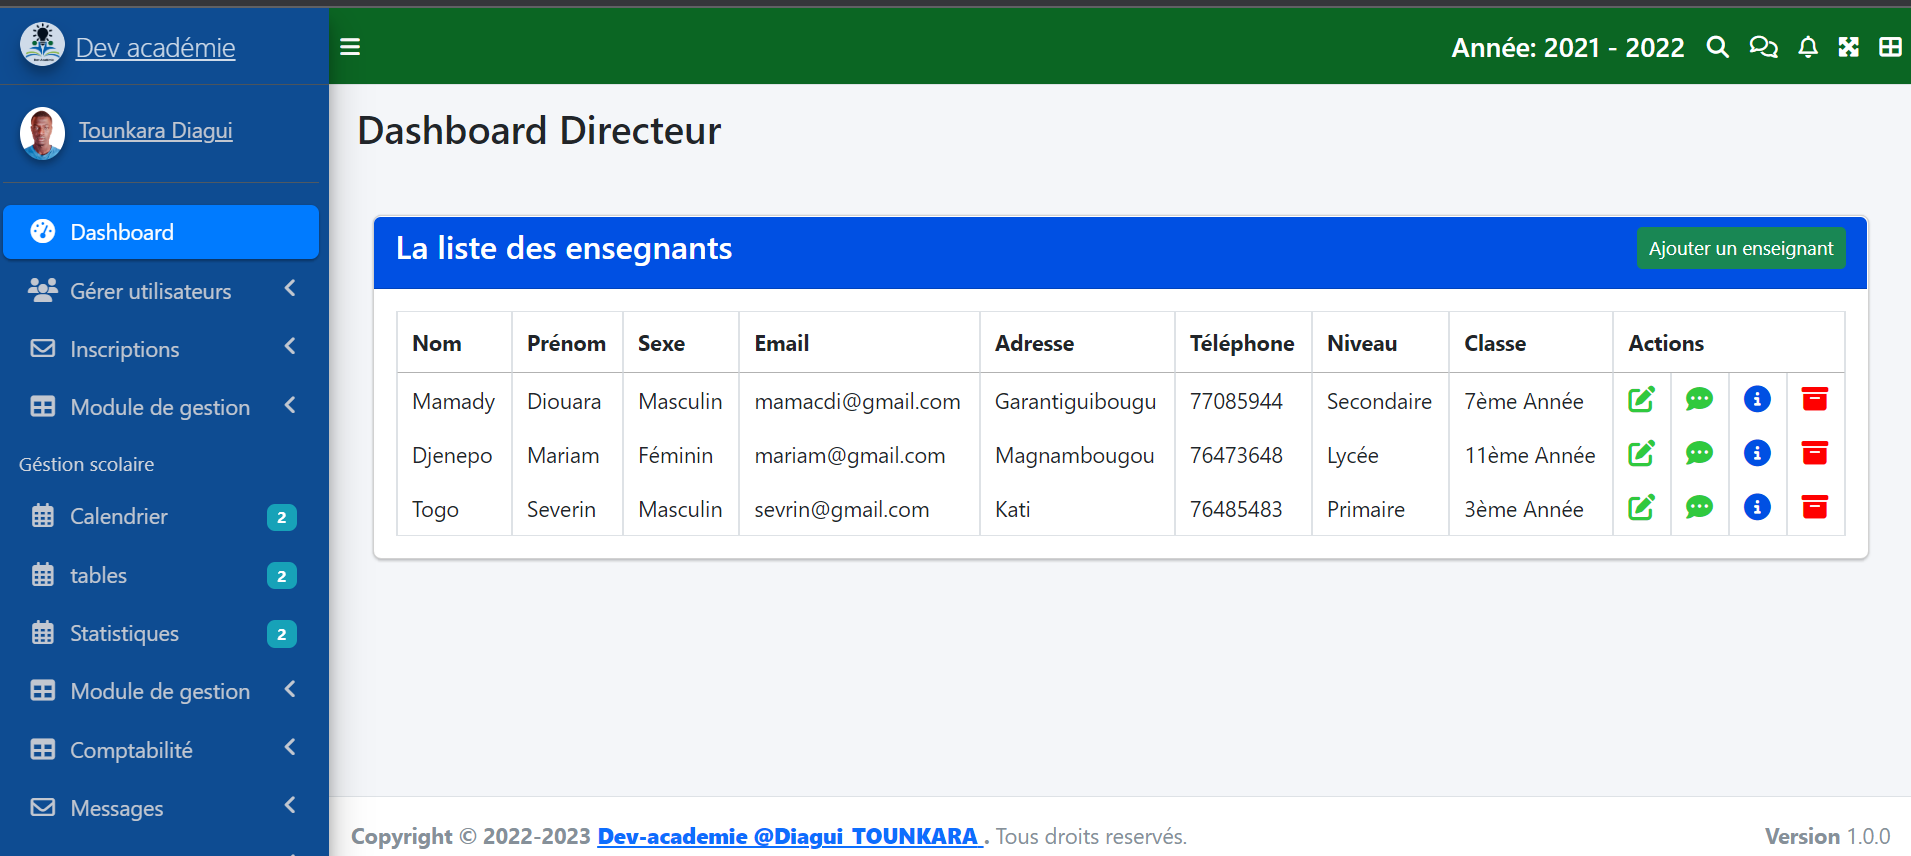 Dev académie
Année: 2021 - 2022
Tounkara Diagui
Dashboard Directeur
Dashboard
Gérer utilisateurs
Inscriptions
Module de gestion
Géstion scolaire
Calendrier 2
tables 2
Statistiques 2
Module de gestion
Comptabilité
Messages
La liste des ensegnants
Ajouter un enseignant
Nom Prénom Sexe Email Adresse Téléphone Niveau Classe Actions
Mamady Diouara Masculin mamacdi@gmail.com Garantiguibougu 77085944 Secondaire 7ème Année
Djenepo Mariam Féminin mariam@gmail.com Magnambougou 76473648 Lycée 11ème Année
Togo Severin Masculin sevrin@gmail.com Kati 76485483 Primaire 3ème Année
Copyright © 2022-2023 Dev-academie @Diagui TOUNKARA . Tous droits reservés.
Version 1.0.0